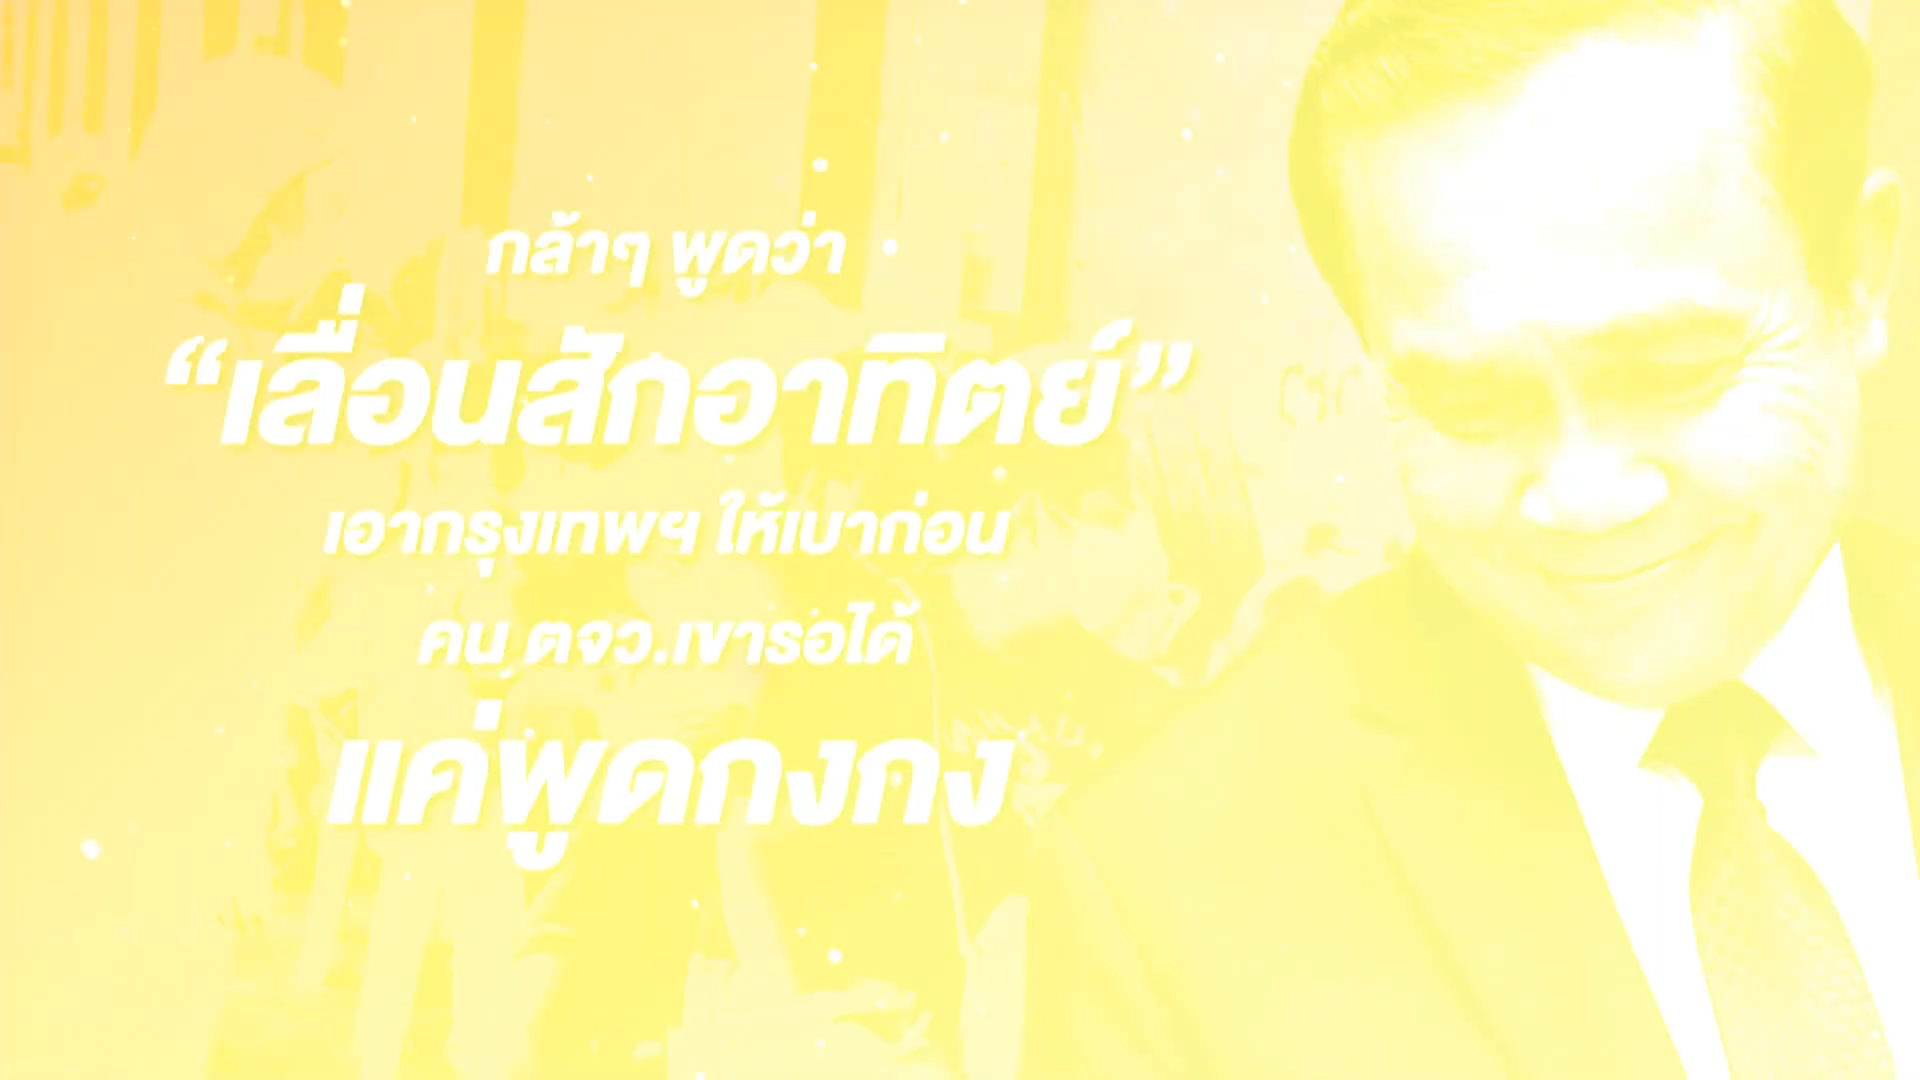 กล้าๆ พูดว่า
“เลื่อนสักอาทิตย์”
เอากรุงเทพฯ ให้เบาก่อน
คน ตจว.เขารอได้
แค่พูดกงกง